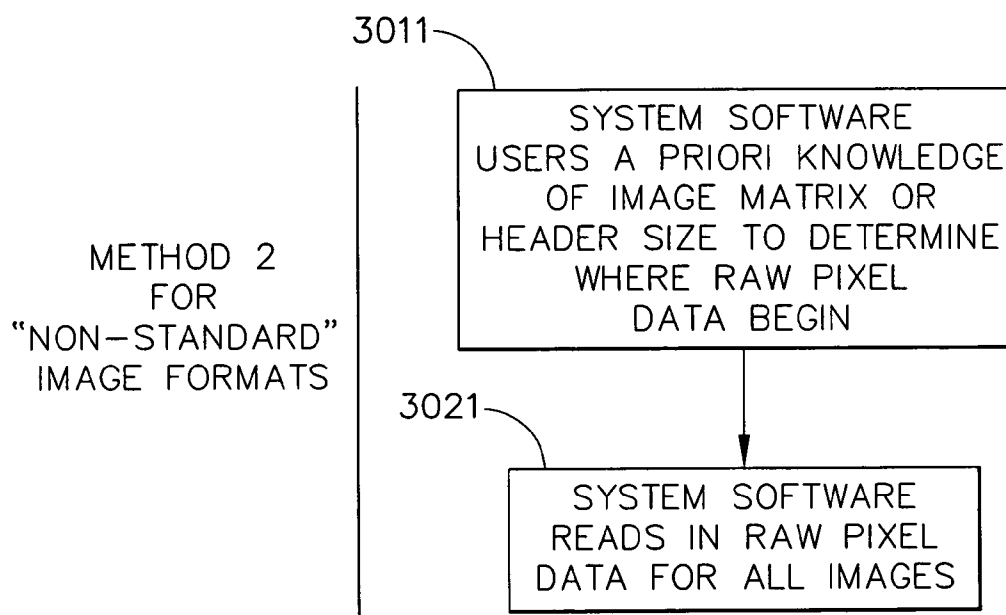 3011
SYSTEM SOFTWARE
USERS A PRIORI KNOWLEDGE
OF IMAGE MATRIX OR
HEADER SIZE TO DETERMINE
WHERE RAW PIXEL
DATA BEGIN
METHOD 2
FOR
“NON–STANDARD”
IMAGE FORMATS
3021
SYSTEM SOFTWARE
READS IN RAW PIXEL
DATA FOR ALL IMAGES